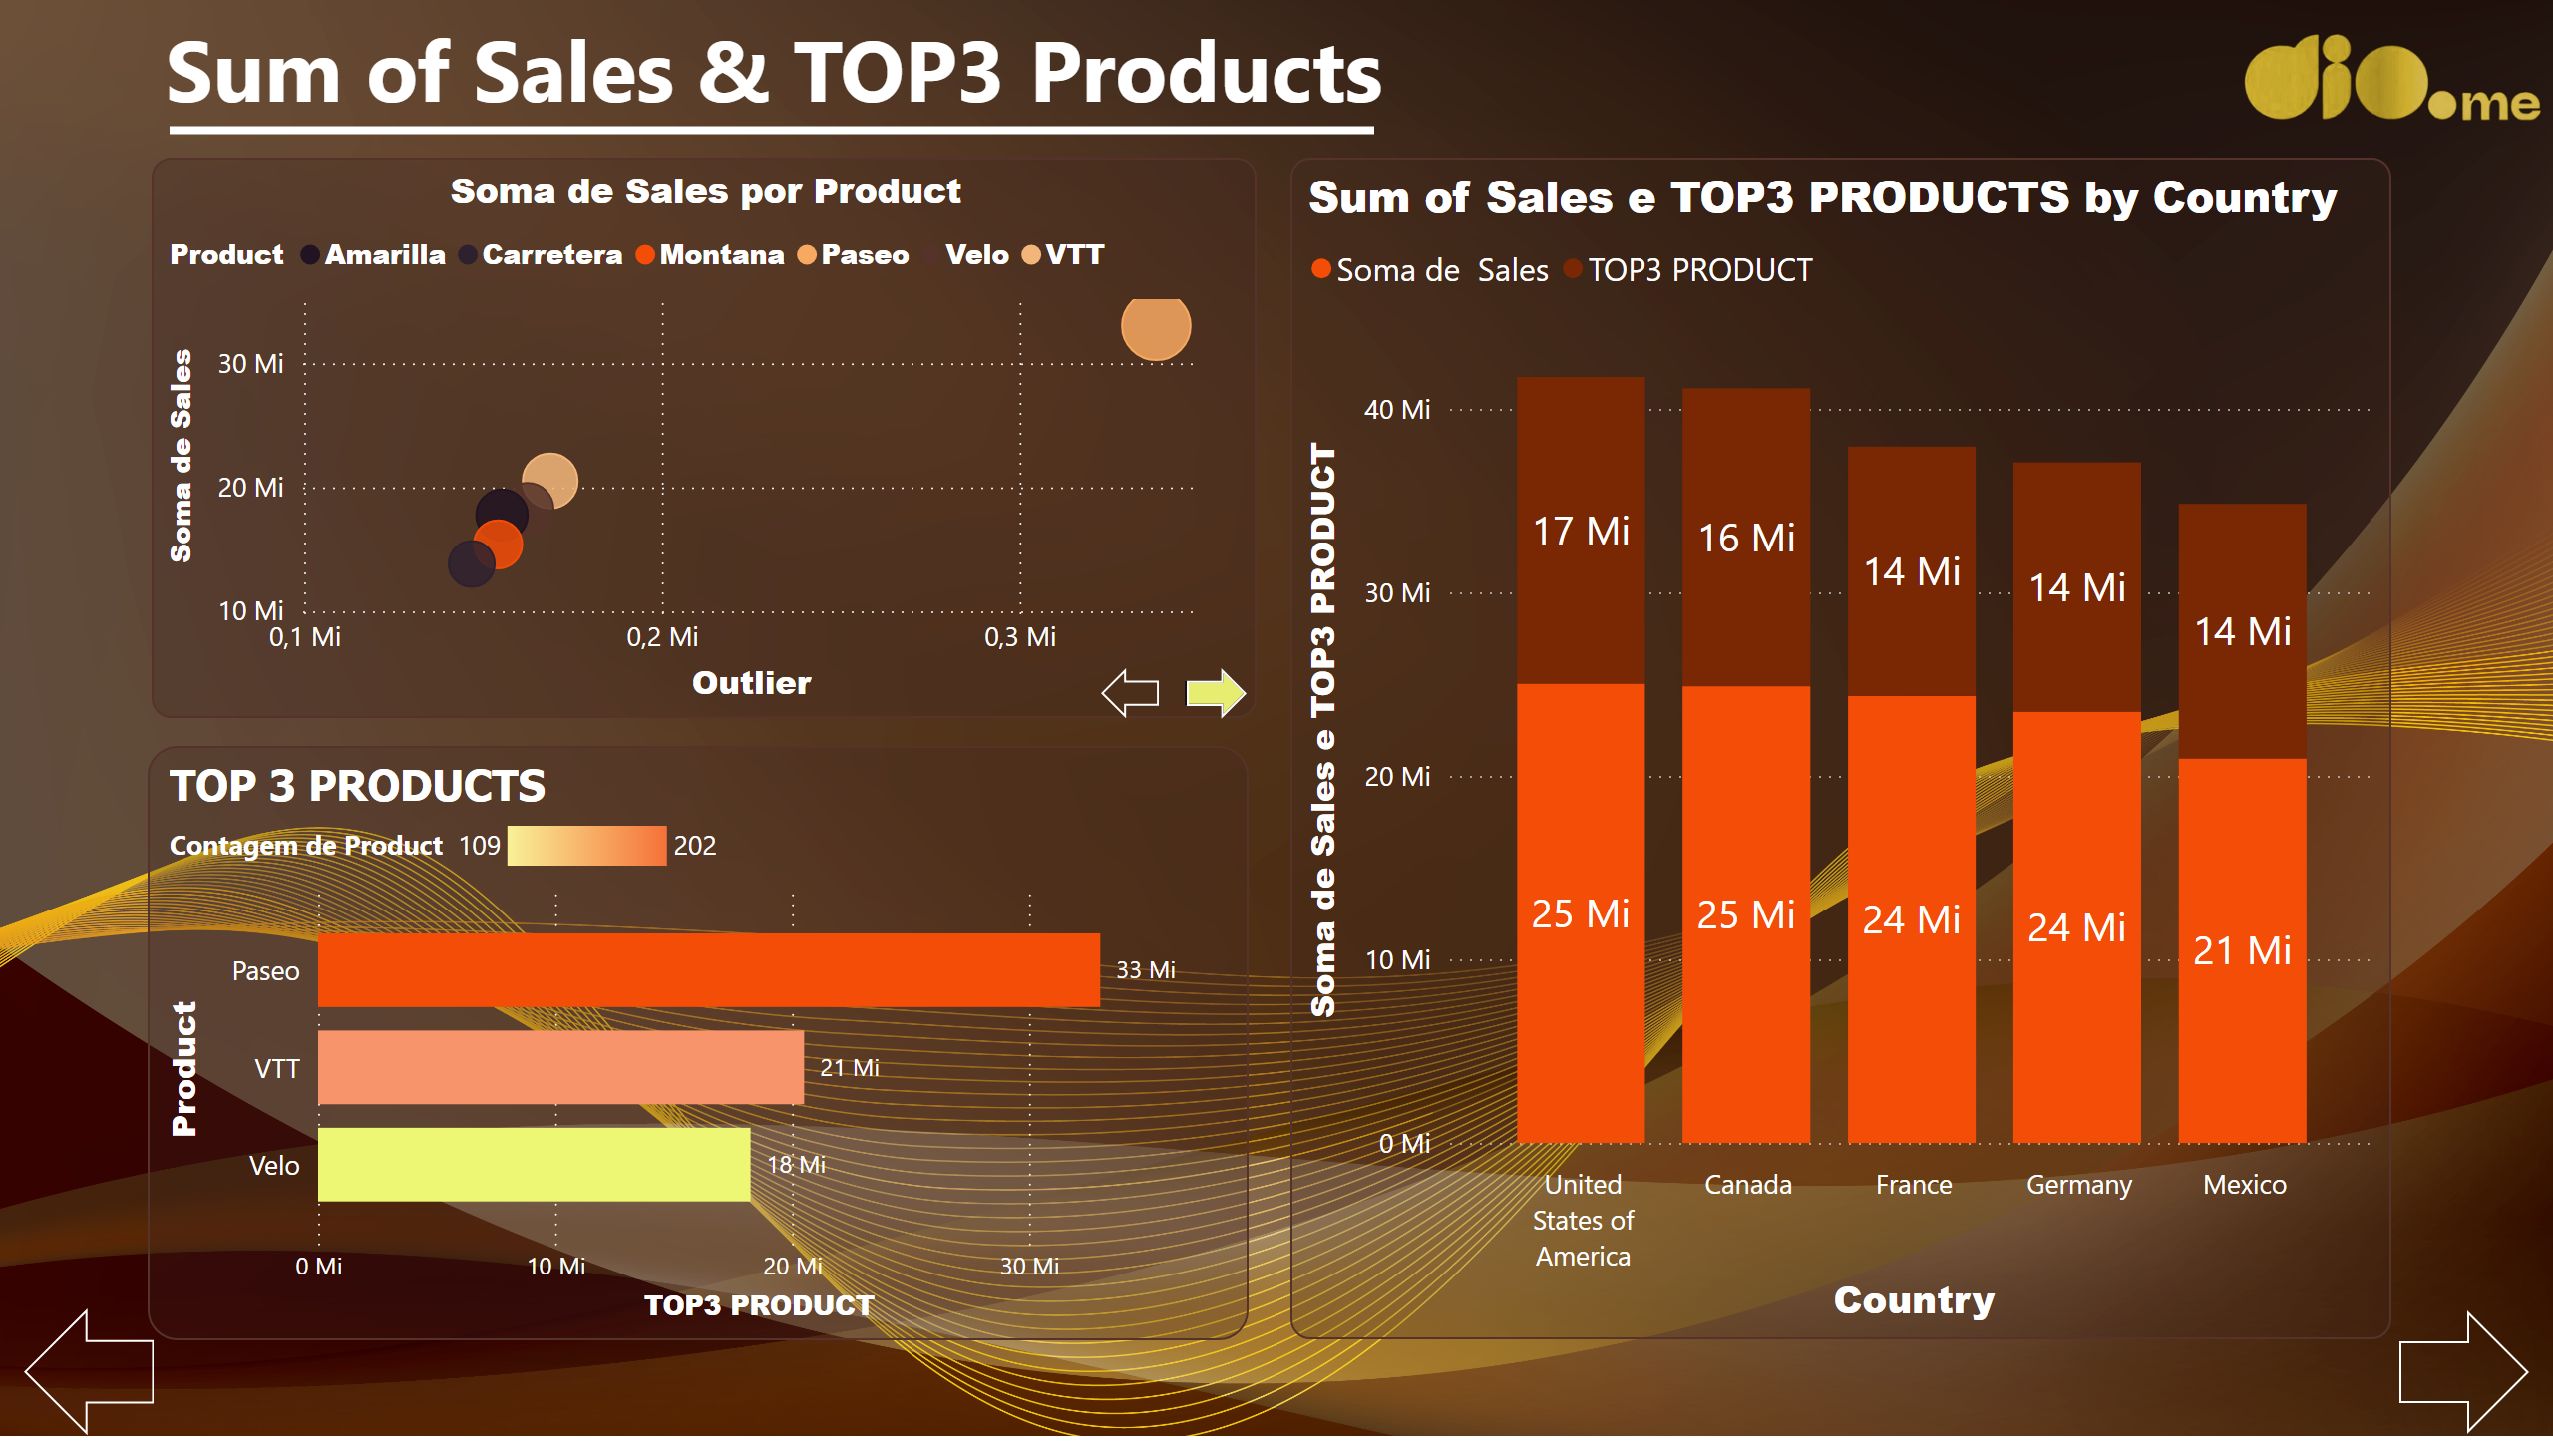 Sum of Sales & TOP3 Products
dio.me
Soma de Sales por Product
Product Amarilla Carretera Montana Paseo Velo VTT
Soma de Sales
30 Mi
20 Mi
10 Mi
0,1 Mi 0,2 Mi 0,3 Mi
Outlier
TOP 3 PRODUCTS
Contagem de Product 109 202
Product
Paseo 33 Mi
VTT 21 Mi
Velo 18 Mi
0 Mi 10 Mi 20 Mi 30 Mi
TOP3 PRODUCT
Sum of Sales e TOP3 PRODUCTS by Country
Soma de Sales TOP3 PRODUCT
Soma de Sales e TOP3 PRODUCT
40 Mi
30 Mi
20 Mi
10 Mi
0 Mi
17 Mi 16 Mi 14 Mi 14 Mi 14 Mi
25 Mi 25 Mi 24 Mi 24 Mi 21 Mi
United States of America Canada France Germany Mexico
Country